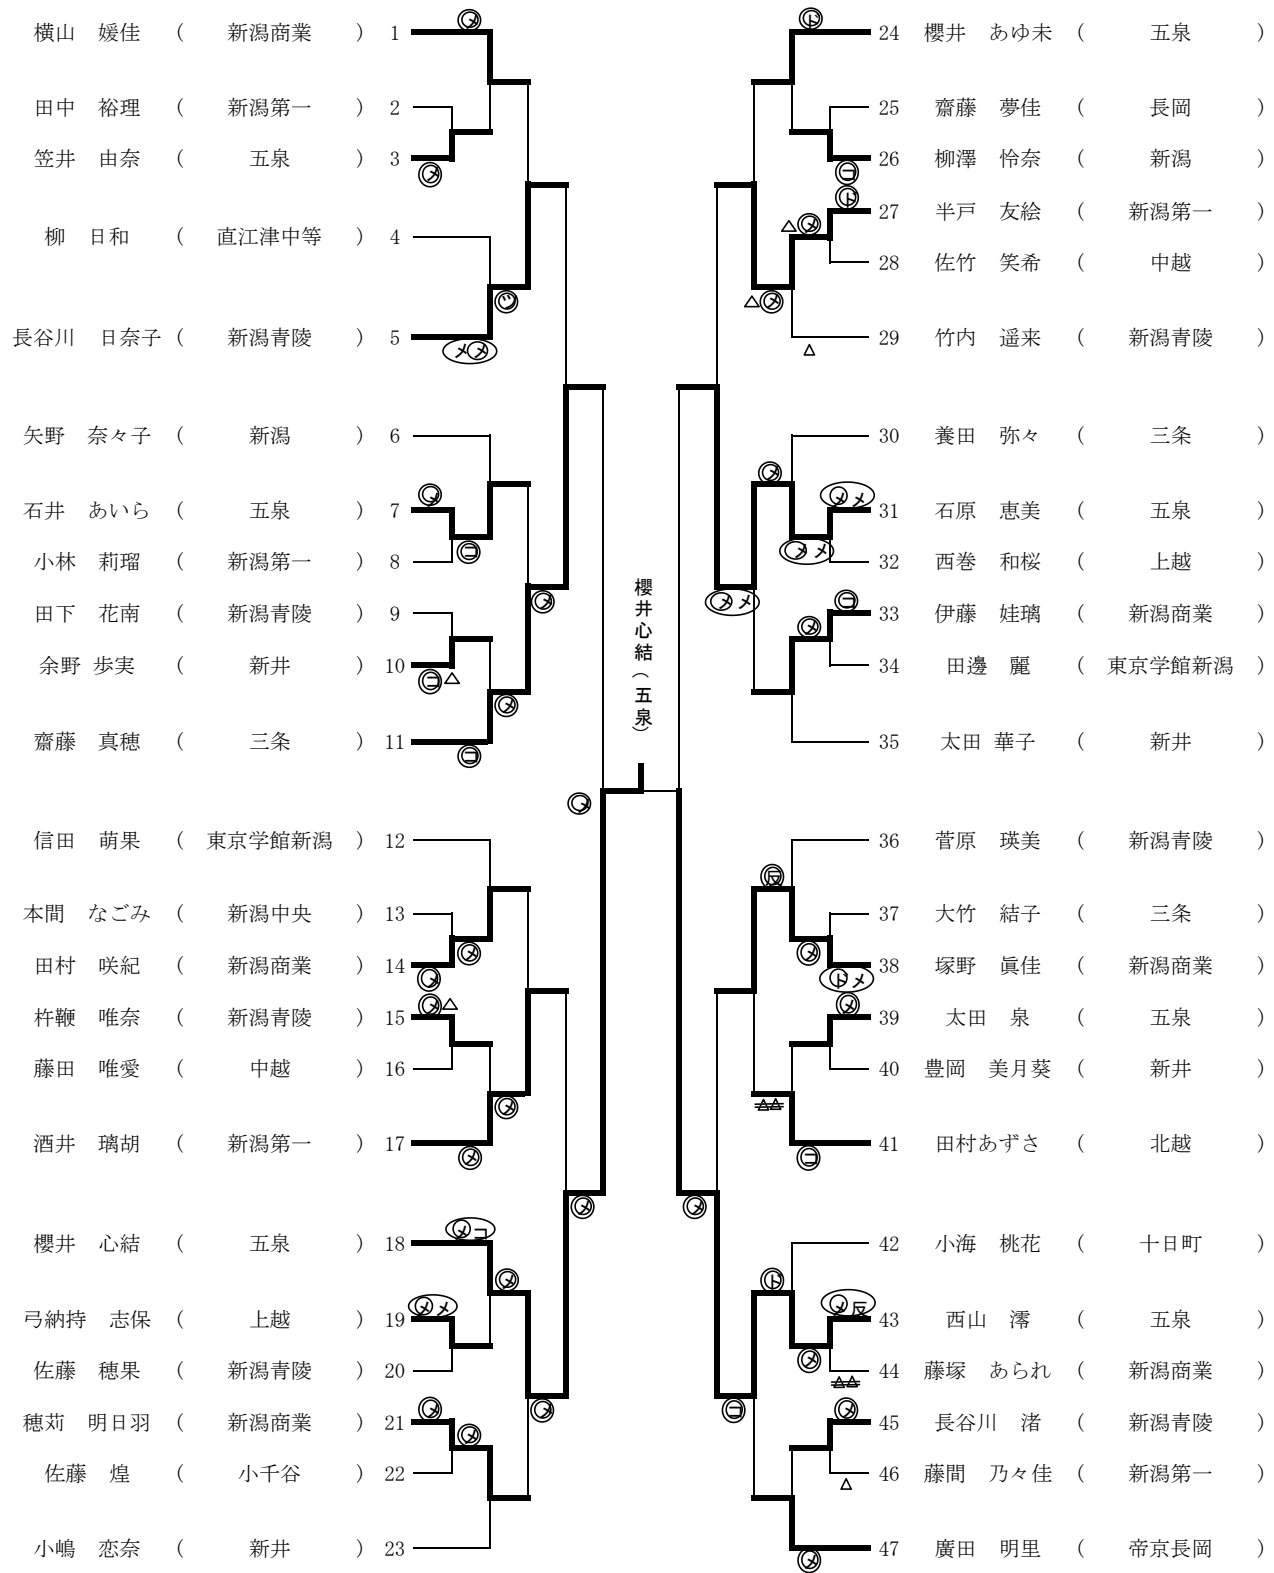 横山 媛佳 ( 新潟商業 ) 1
田中 裕理 ( 新潟第一 ) 2
笠井 由奈 ( 五泉 ) 3
柳 日和 ( 直江津中等 ) 4
長谷川 日奈子 ( 新潟青陵 ) 5
矢野 奈々子 ( 新潟 ) 6
石井 あいら ( 五泉 ) 7
小林 莉瑠 ( 新潟第一 ) 8
田下 花南 ( 新潟青陵 ) 9
余野 歩実 ( 新井 ) 10
齋藤 真穂 ( 三条 ) 11
信田 萌果 ( 東京学館新潟 ) 12
本間 なごみ ( 新潟中央 ) 13
田村 咲紀 ( 新潟商業 ) 14
杵鞭 唯奈 ( 新潟青陵 ) 15
藤田 唯愛 ( 中越 ) 16
酒井 璃胡 ( 新潟第一 ) 17
櫻井 心結 ( 五泉 ) 18
弓納持 志保 ( 上越 ) 19
佐藤 穂果 ( 新潟青陵 ) 20
穂苅 明日羽 ( 新潟商業 ) 21
佐藤 煌 ( 小千谷 ) 22
小嶋 恋奈 ( 新井 ) 23
櫻井心結(五泉)
24 櫻井 あゆ未 ( 五泉 )
25 齋藤 夢佳 ( 長岡 )
26 柳澤 怜奈 ( 新潟 )
27 半戸 友絵 ( 新潟第一 )
28 佐竹 笑希 ( 中越 )
29 竹内 遥来 ( 新潟青陵 )
30 養田 弥々 ( 三条 )
31 石原 恵美 ( 五泉 )
32 西巻 和桜 ( 上越 )
33 伊藤 娃璃 ( 新潟商業 )
34 田邊 麗 ( 東京学館新潟 )
35 太田 華子 ( 新井 )
36 菅原 瑛美 ( 新潟青陵 )
37 大竹 結子 ( 三条 )
38 塚野 眞佳 ( 新潟商業 )
39 太田 泉 ( 五泉 )
40 豊岡 美月葵 ( 新井 )
41 田村あずさ ( 北越 )
42 小海 桃花 ( 十日町 )
43 西山 澪 ( 五泉 )
44 藤塚 あられ ( 新潟商業 )
45 長谷川 渚 ( 新潟青陵 )
46 藤間 乃々佳 ( 新潟第一 )
47 廣田 明里 ( 帝京長岡 )